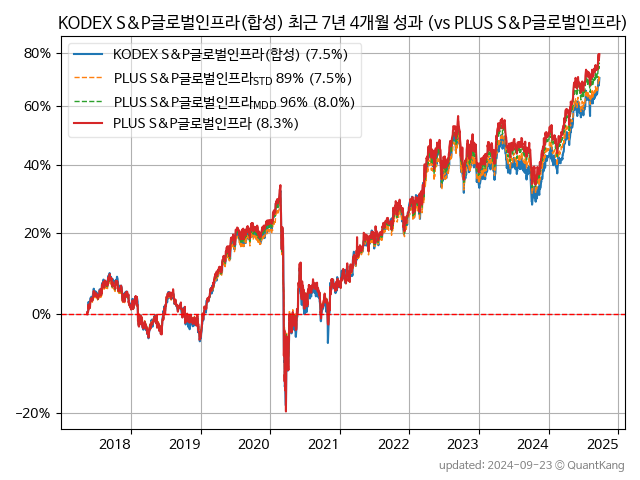 KODEX S&P글로벌인프라(합성) 최근 7년 4개월 성과 (vs PLUS S&P글로벌인프라)
KODEX S&P글로벌인프라(합성) (7.5%)
PLUS S&P글로벌인프라STD 89% (7.5%)
PLUS S&P글로벌인프라MDD 96% (8.0%)
PLUS S&P글로벌인프라 (8.3%)
80%
60%
40%
20%
0%
−20%
2018 2019 2020 2021 2022 2023 2024 2025
updated: 2024-09-23 ⓒ QuantKang